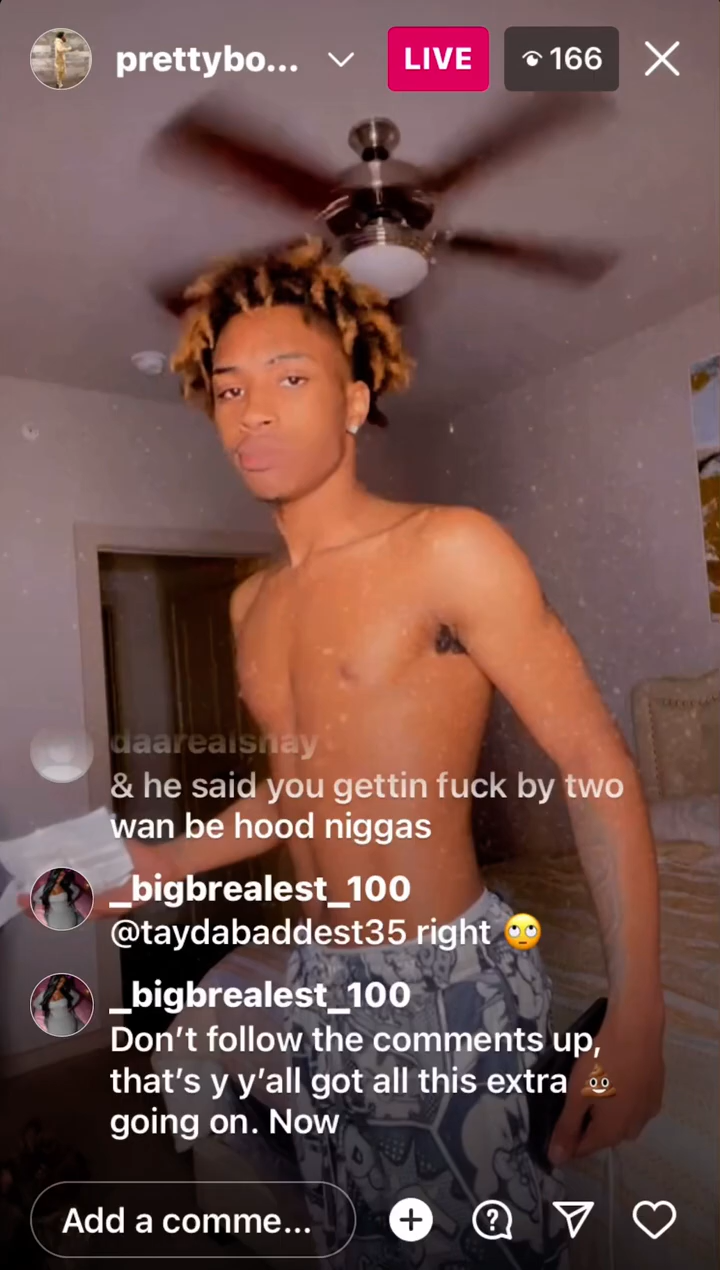 prettybo...
LIVE
166
daarealshay
& he said you gettin fuck by two
wan be hood niggas
_bigbrealest_100
@taydabaddest35 right 🙄
_bigbrealest_100
Don't follow the comments up,
that's y y'all got all this extra 💩
going on. Now
Add a comme...